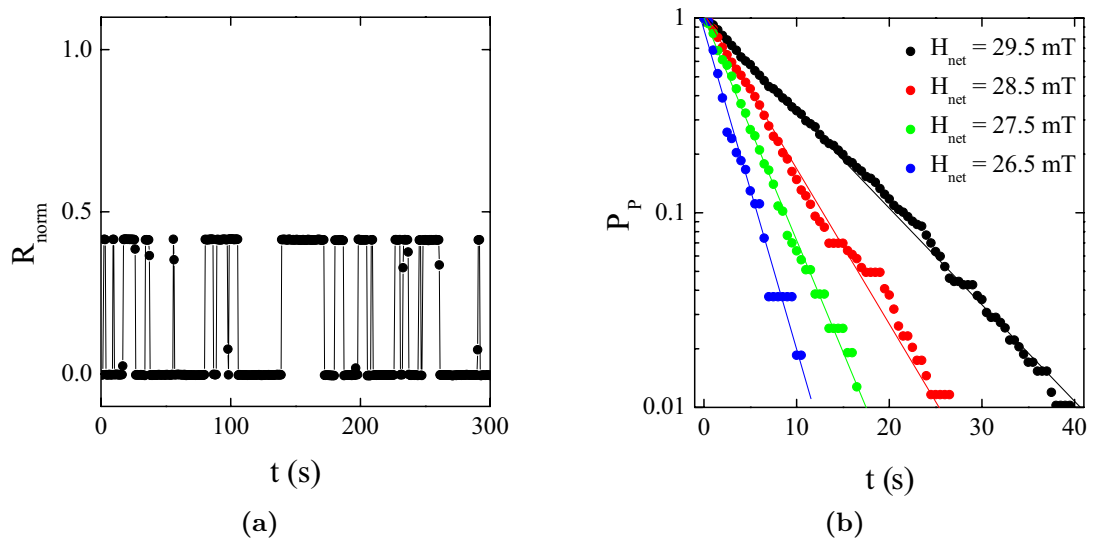 1.0
0.5
0.0
R_norm
0
100
200
300
t (s)
(a)
1
0.1
0.01
P_P
H_net = 29.5 mT
H_net = 28.5 mT
H_net = 27.5 mT
H_net = 26.5 mT
0
10
20
30
40
t (s)
(b)